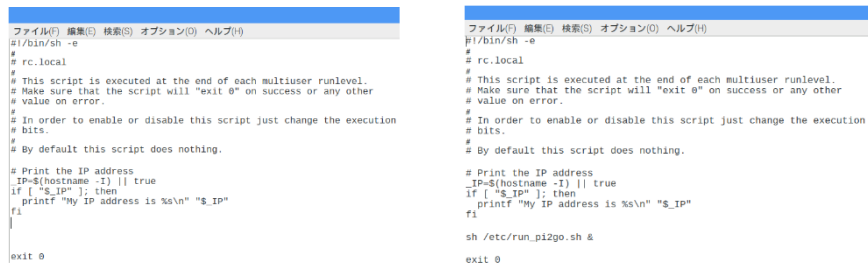 ファイル(F) 編集(E) 検索(S) オプション(O) ヘルプ(H)
#!/bin/sh -e
#
# rc.local
#
# This script is executed at the end of each multiuser runlevel.
# Make sure that the script will "exit 0" on success or any other
# value on error.
#
# In order to enable or disable this script just change the execution
# bits.
#
# By default this script does nothing.
# Print the IP address
_IP=$(hostname -I) || true
if [ "$_IP" ]; then
  printf "My IP address is %s\n" "$_IP"
fi
exit 0
ファイル(F) 編集(E) 検索(S) オプション(O) ヘルプ(H)
#!/bin/sh -e
#
# rc.local
#
# This script is executed at the end of each multiuser runlevel.
# Make sure that the script will "exit 0" on success or any other
# value on error.
#
# In order to enable or disable this script just change the execution
# bits.
#
# By default this script does nothing.
# Print the IP address
_IP=$(hostname -I) || true
if [ "$_IP" ]; then
  printf "My IP address is %s\n" "$_IP"
fi
sh /etc/run_pi2go.sh &
exit 0